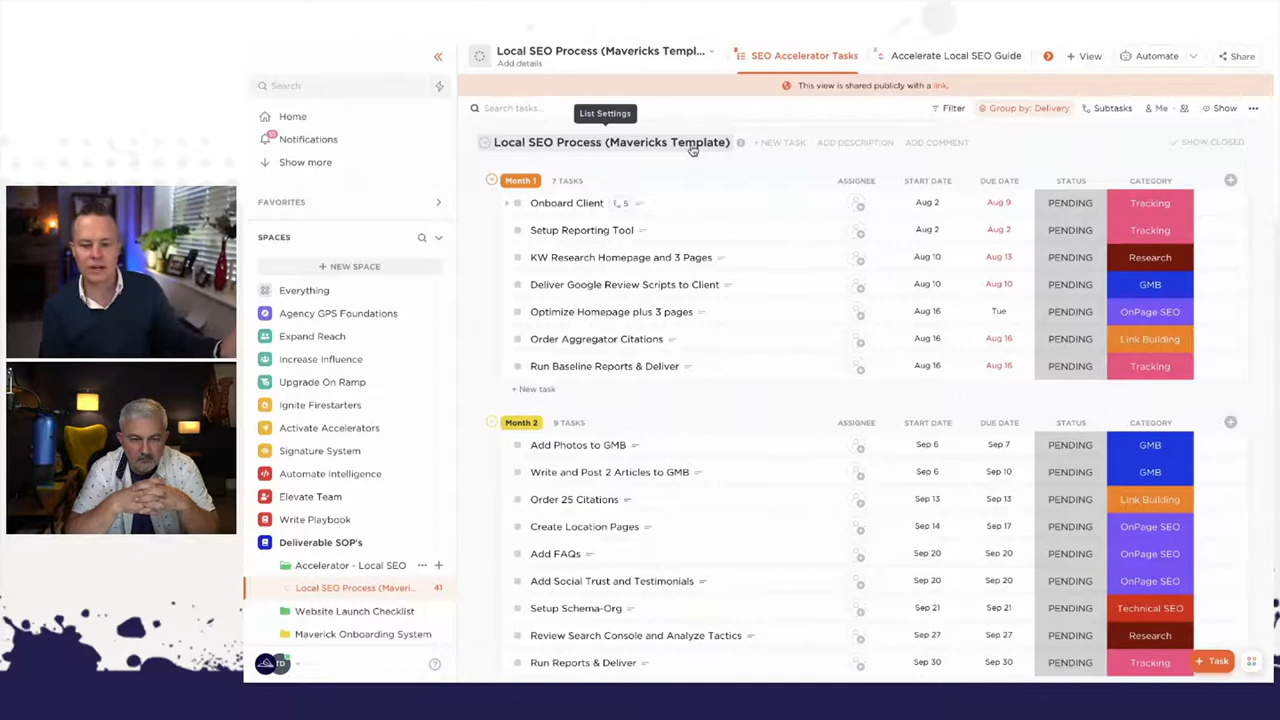 Local SEO Process (Mavericks Templ...
Add details
SEO Accelerator Tasks
Accelerate Local SEO Guide
+ View
Automate
Share
This view is shared publicly with a link.
Search
Home
Notifications
Show more
FAVORITES
SPACES
+ NEW SPACE
Everything
Agency GPS Foundations
Expand Reach
Increase Influence
Upgrade On Ramp
Ignite Firestarters
Activate Accelerators
Signature System
Automate Intelligence
Elevate Team
Write Playbook
Deliverable SOP's
Accelerator - Local SEO
Local SEO Process (Maveri... 41
Website Launch Checklist
Maverick Onboarding System
TD
Search tasks...
List Settings
Filter
Group by: Delivery
Subtasks
Me
Show
Local SEO Process (Mavericks Template)
+ NEW TASK
ADD DESCRIPTION
ADD COMMENT
SHOW CLOSED
Month 1 7 TASKS ASSIGNEE START DATE DUE DATE STATUS CATEGORY
Onboard Client 5 Aug 2 Aug 9 PENDING Tracking
Setup Reporting Tool Aug 2 Aug 2 PENDING Tracking
KW Research Homepage and 3 Pages Aug 10 Aug 13 PENDING Research
Deliver Google Review Scripts to Client Aug 10 Aug 10 PENDING GMB
Optimize Homepage plus 3 pages Aug 16 Tue PENDING OnPage SEO
Order Aggregator Citations Aug 16 Aug 16 PENDING Link Building
Run Baseline Reports & Deliver Aug 16 Aug 16 PENDING Tracking
+ New task
Month 2 9 TASKS ASSIGNEE START DATE DUE DATE STATUS CATEGORY
Add Photos to GMB Sep 6 Sep 7 PENDING GMB
Write and Post 2 Articles to GMB Sep 6 Sep 10 PENDING GMB
Order 25 Citations Sep 13 Sep 13 PENDING Link Building
Create Location Pages Sep 14 Sep 17 PENDING OnPage SEO
Add FAQs Sep 20 Sep 20 PENDING OnPage SEO
Add Social Trust and Testimonials Sep 20 Sep 20 PENDING OnPage SEO
Setup Schema-Org Sep 21 Sep 21 PENDING Technical SEO
Review Search Console and Analyze Tactics Sep 27 Sep 27 PENDING Research
Run Reports & Deliver Sep 30 Sep 30 PENDING Tracking
+ Task